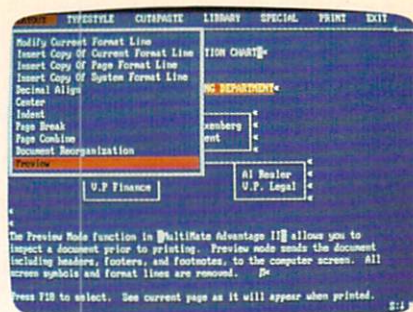 TYPESTYLE CUT&PASTE LIBRARY SPECIAL PRINT EXIT
Modify Current Format Line
Insert Copy Of Current Format Line
Insert Copy Of Page Format Line
Insert Copy Of System Format Line
Decimal Align
Center
Indent
Page Break
Page Combine
Document Reorganization
Preview
TION CHART
NG DEPARTMENT
xenberg
ent
V.P Finance
Al Realer
V.P. Legal
The Preview Mode function in MultiMate Advantage II allows you to
inspect a document prior to printing. Preview mode sends the document
including headers, footers, and footnotes, to the computer screen. All
screen symbols and format lines are removed.
Press F10 to select. See current page as it will appear when printed.